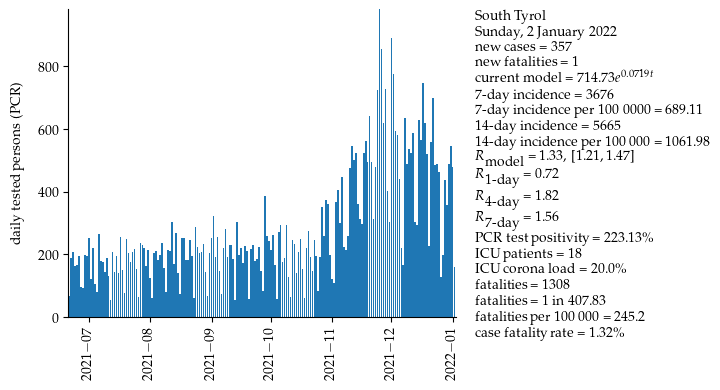 South Tyrol
Sunday, 2 January 2022
new cases = 357
new fatalities = 1
current model = 714.73e^0.0719t
7-day incidence = 3676
7-day incidence per 100 0000 = 689.11
14-day incidence = 5665
14-day incidence per 100 000 = 1061.98
R_model = 1.33, [1.21, 1.47]
R_1-day = 0.72
R_4-day = 1.82
R_7-day = 1.56
PCR test positivity = 223.13%
ICU patients = 18
ICU corona load = 20.0%
fatalities = 1308
fatalities = 1 in 407.83
fatalities per 100 000 = 245.2
case fatality rate = 1.32%
daily tested persons (PCR)
800
600
400
200
0
2021−07
2021−08
2021−09
2021−10
2021−11
2021−12
2022−01